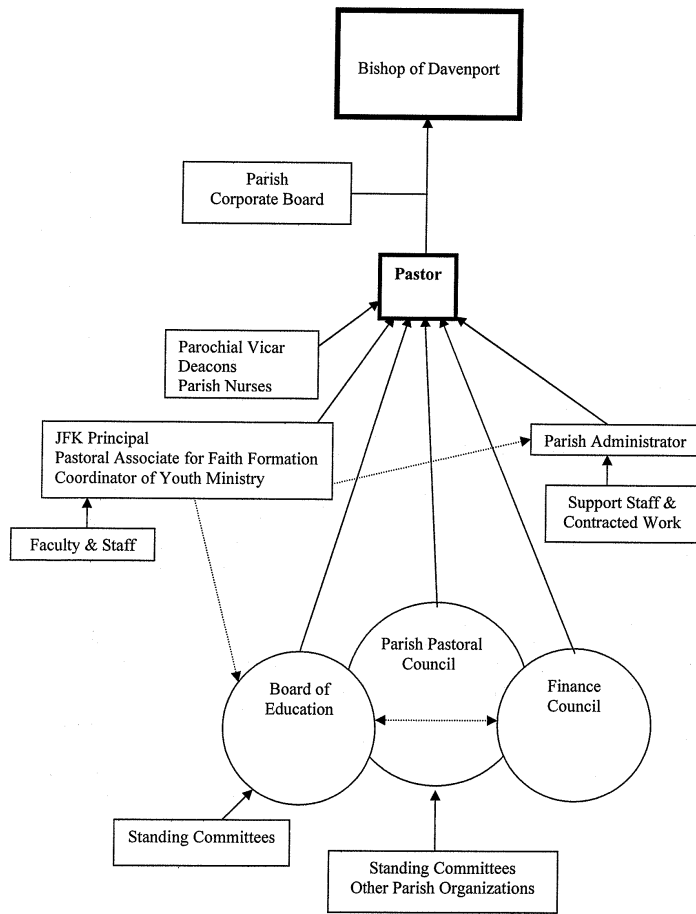 Bishop of Davenport
Parish
Corporate Board
Pastor
Parochial Vicar
Deacons
Parish Nurses
JFK Principal
Pastoral Associate for Faith Formation
Coordinator of Youth Ministry
Parish Administrator
Support Staff &
Contracted Work
Faculty & Staff
Parish Pastoral
Council
Board of
Education
Finance
Council
Standing Committees
Standing Committees
Other Parish Organizations